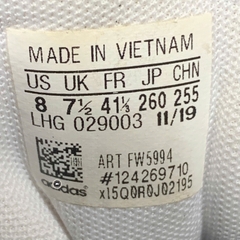 MADE IN VIETNAM
US UK FR JP CHN
8 7½ 41⅓ 260 255
LHG 029003 11/19
ART FW5994
#124269710
x15Q0R0J02195
adidas